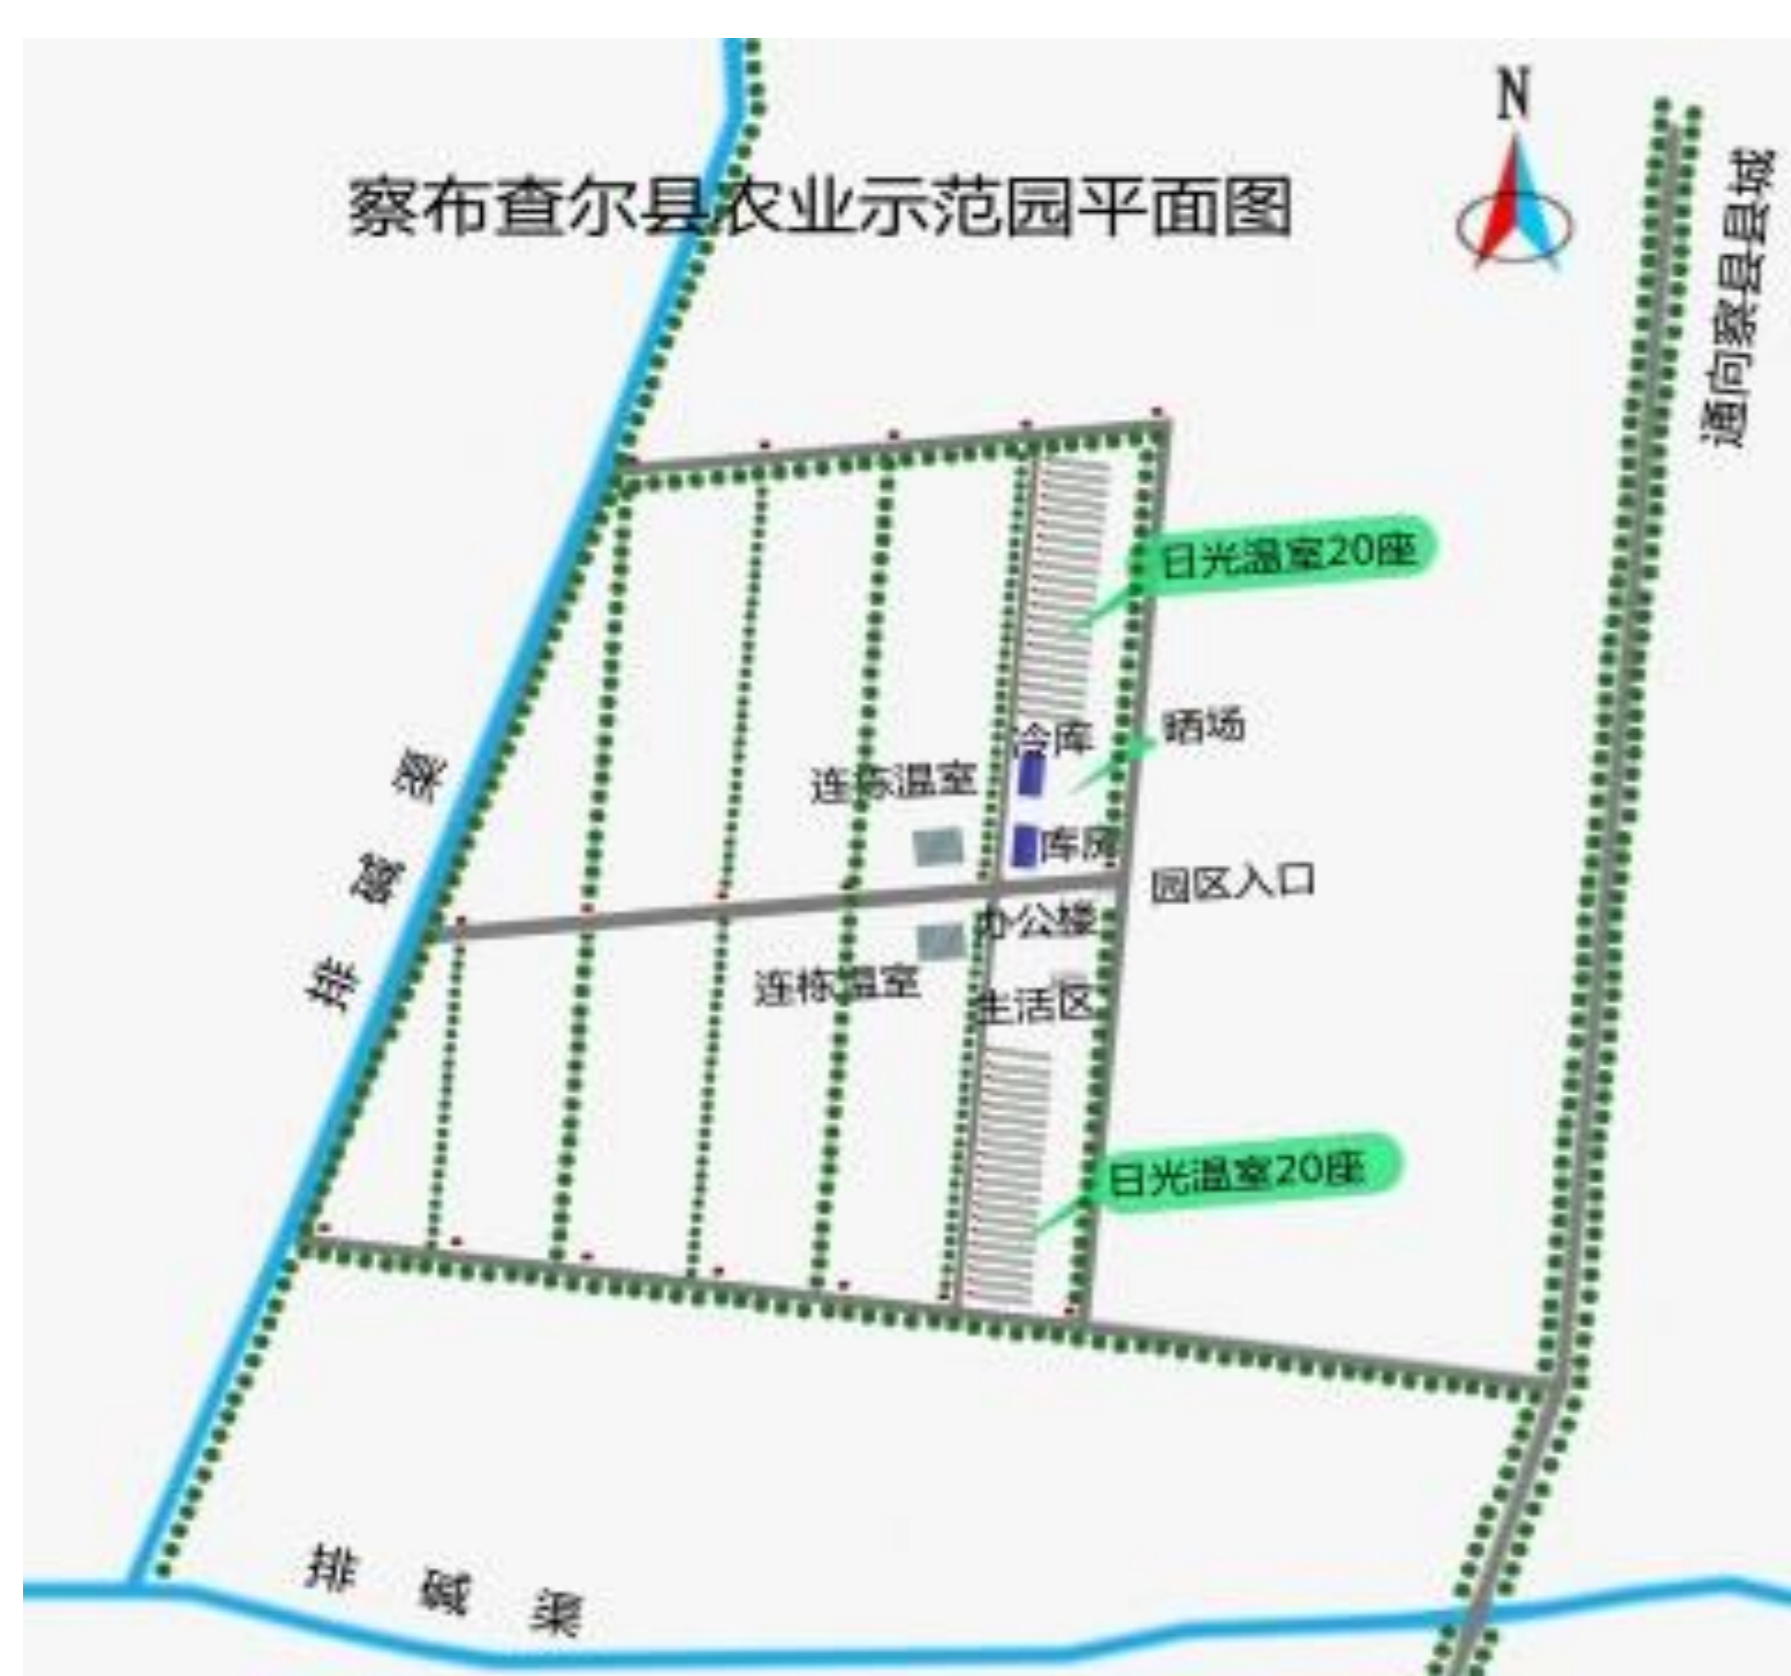 N
察布查尔县农业示范园平面图
通向察县县城
日光温室20座
晒场
冷库
连栋温室
库房
园区入口
办公楼
连栋温室
生活区
排碱渠
日光温室20座
排碱渠